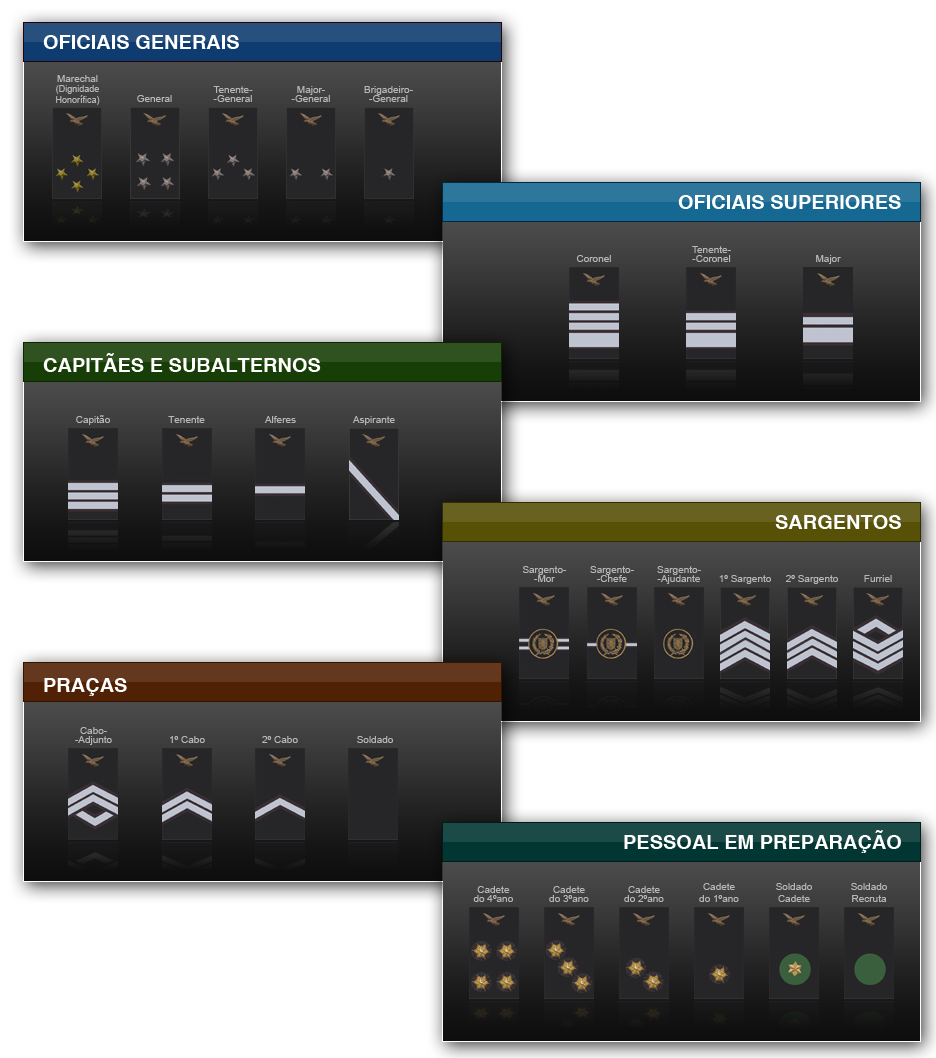 OFICIAIS GENERAIS
Marechal
(Dignidade
Honorífica)
General
Tenente-
-General
Major-
-General
Brigadeiro-
-General
OFICIAIS SUPERIORES
Coronel
Tenente-
-Coronel
Major
CAPITÃES E SUBALTERNOS
Capitão
Tenente
Alferes
Aspirante
SARGENTOS
Sargento-
-Mor
Sargento-
-Chefe
Sargento-
-Ajudante
1º Sargento
2º Sargento
Furriel
PRAÇAS
Cabo-
-Adjunto
1º Cabo
2º Cabo
Soldado
PESSOAL EM PREPARAÇÃO
Cadete
do 4ºano
Cadete
do 3ºano
Cadete
do 2ºano
Cadete
do 1ºano
Soldado
Cadete
Soldado
Recruta